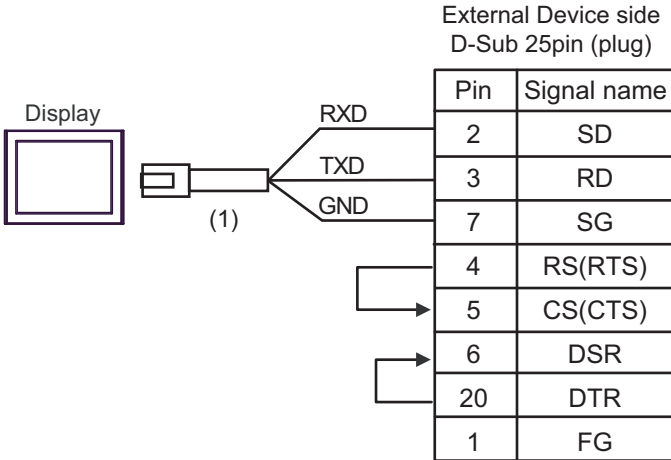 External Device side
D-Sub 25pin (plug)
Display
(1)
RXD
TXD
GND
Pin Signal name
2 SD
3 RD
7 SG
4 RS(RTS)
5 CS(CTS)
6 DSR
20 DTR
1 FG